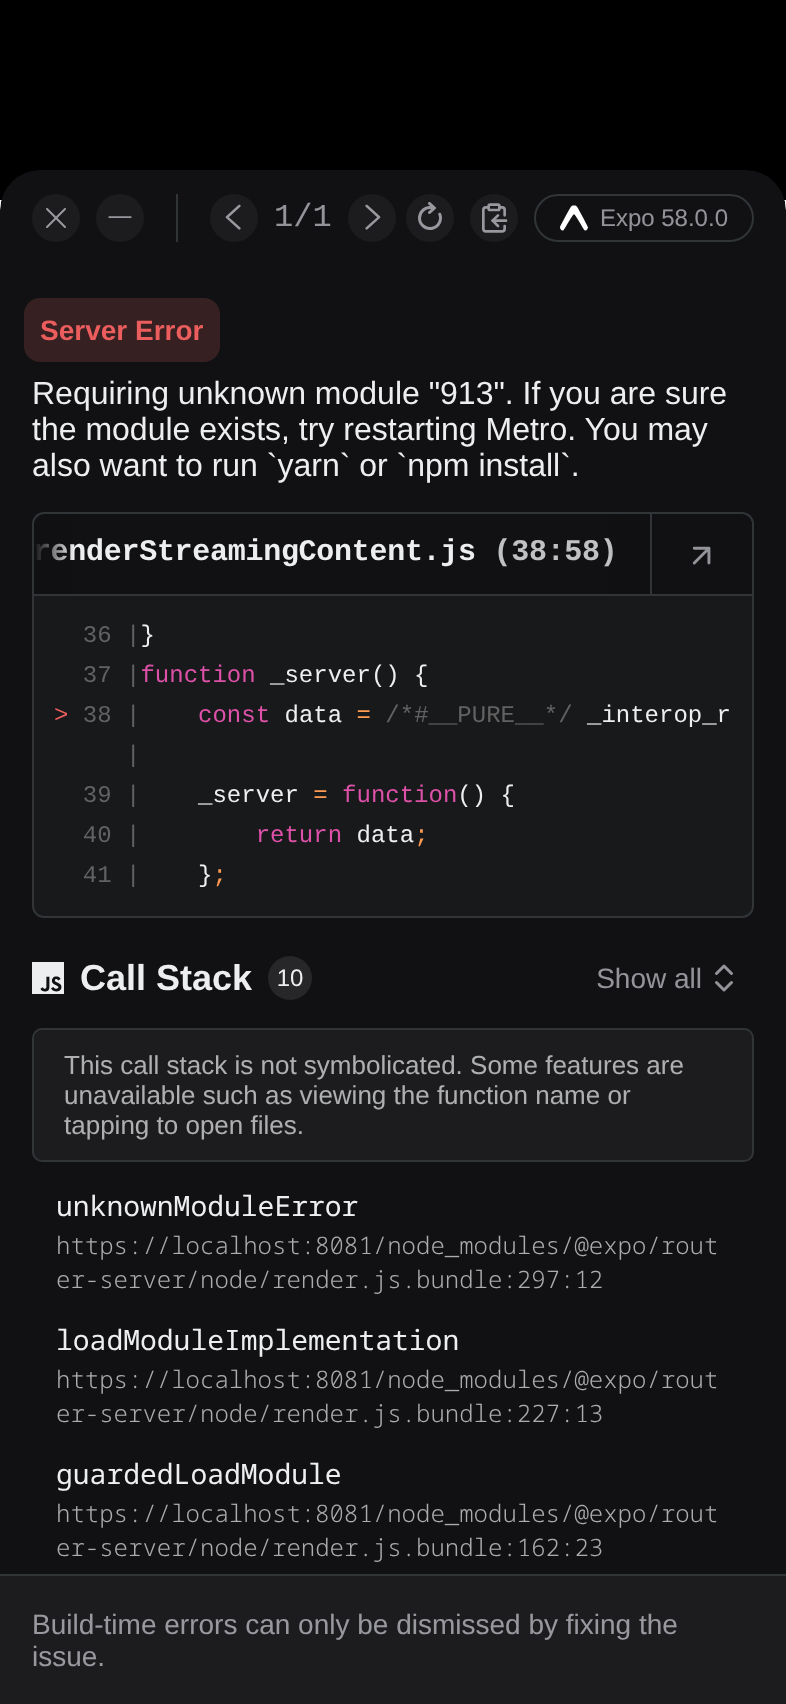 1/1
Expo 58.0.0
Server Error
Requiring unknown module "913". If you are sure
the module exists, try restarting Metro. You may
also want to run `yarn` or `npm install`.
renderStreamingContent.js (38:58)
36 |}
37 |function _server() {
> 38 |    const data = /*#__PURE__*/ _interop_r
|
39 |    _server = function() {
40 |        return data;
41 |    };
JS Call Stack 10 Show all
This call stack is not symbolicated. Some features are
unavailable such as viewing the function name or
tapping to open files.
unknownModuleError
https://localhost:8081/node_modules/@expo/rout
er-server/node/render.js.bundle:297:12
loadModuleImplementation
https://localhost:8081/node_modules/@expo/rout
er-server/node/render.js.bundle:227:13
guardedLoadModule
https://localhost:8081/node_modules/@expo/rout
er-server/node/render.js.bundle:162:23
Build-time errors can only be dismissed by fixing the
issue.